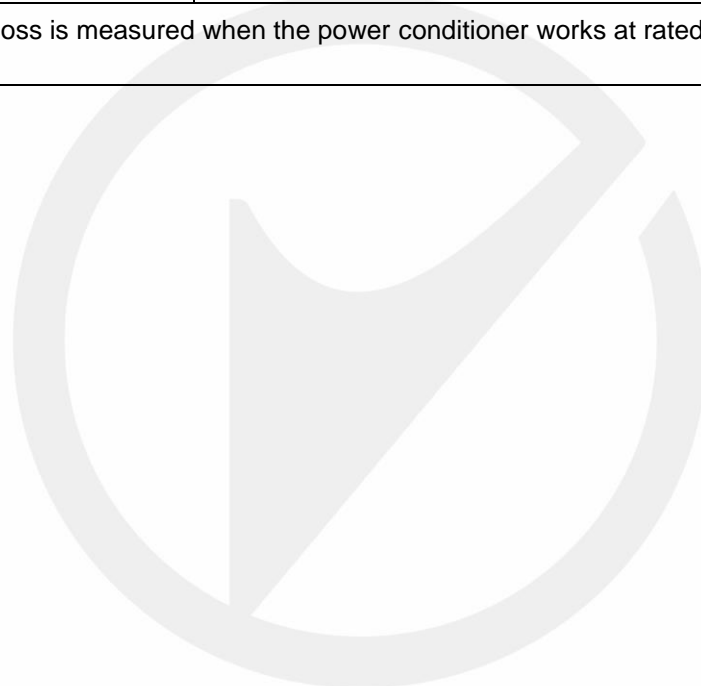 oss is measured when the power conditioner works at rated